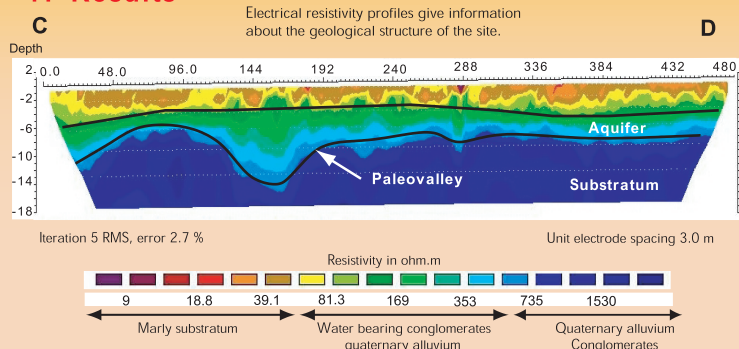 Electrical resistivity profiles give information
about the geological structure of the site.
C
D
Depth
0.0 48.0 96.0 144 192 240 288 336 384 432 480
2
-2
-6
-10
-14
-18
Aquifer
Paleovalley
Substratum
Iteration 5 RMS, error 2.7 %
Unit electrode spacing 3.0 m
Resistivity in ohm.m
9 18.8 39.1 81.3 169 353 735 1530
Marly substratum
Water bearing conglomerates
quaternary alluvium
Quaternary alluvium
Conglomerates